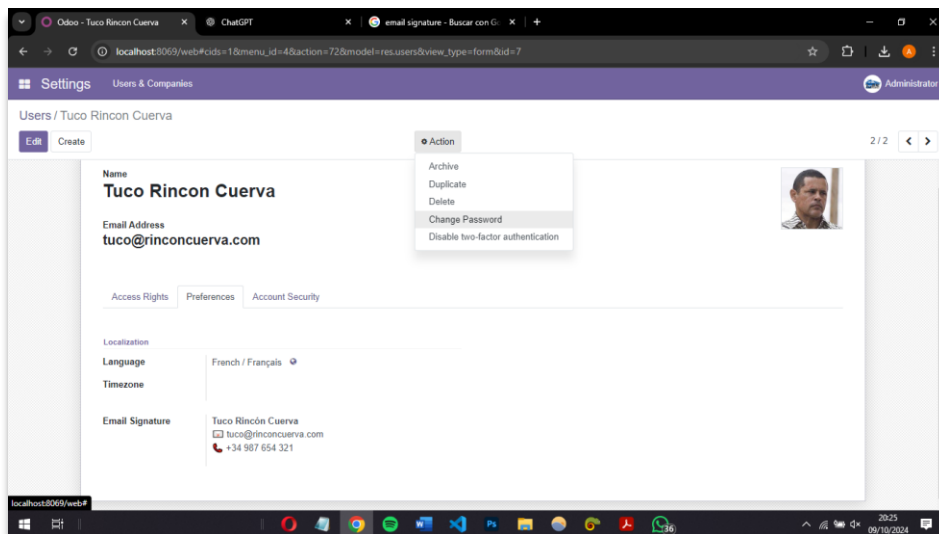 Odoo - Tuco Rincon Cuerva
ChatGPT
email signature - Buscar con Go
localhost:8069/web#cids=1&menu_id=4&action=72&model=res.users&view_type=form&id=7
Settings Users & Companies Administrator
Users / Tuco Rincon Cuerva
Edit Create Action 2 / 2
Archive
Duplicate
Delete
Change Password
Disable two-factor authentication
Name
Tuco Rincon Cuerva
Email Address
tuco@rinconcuerva.com
Access Rights Preferences Account Security
Localization
Language French / Français
Timezone
Email Signature Tuco Rincón Cuerva
tuco@rinconcuerva.com
+34 987 654 321
localhost:8069/web#
20:25
09/10/2024